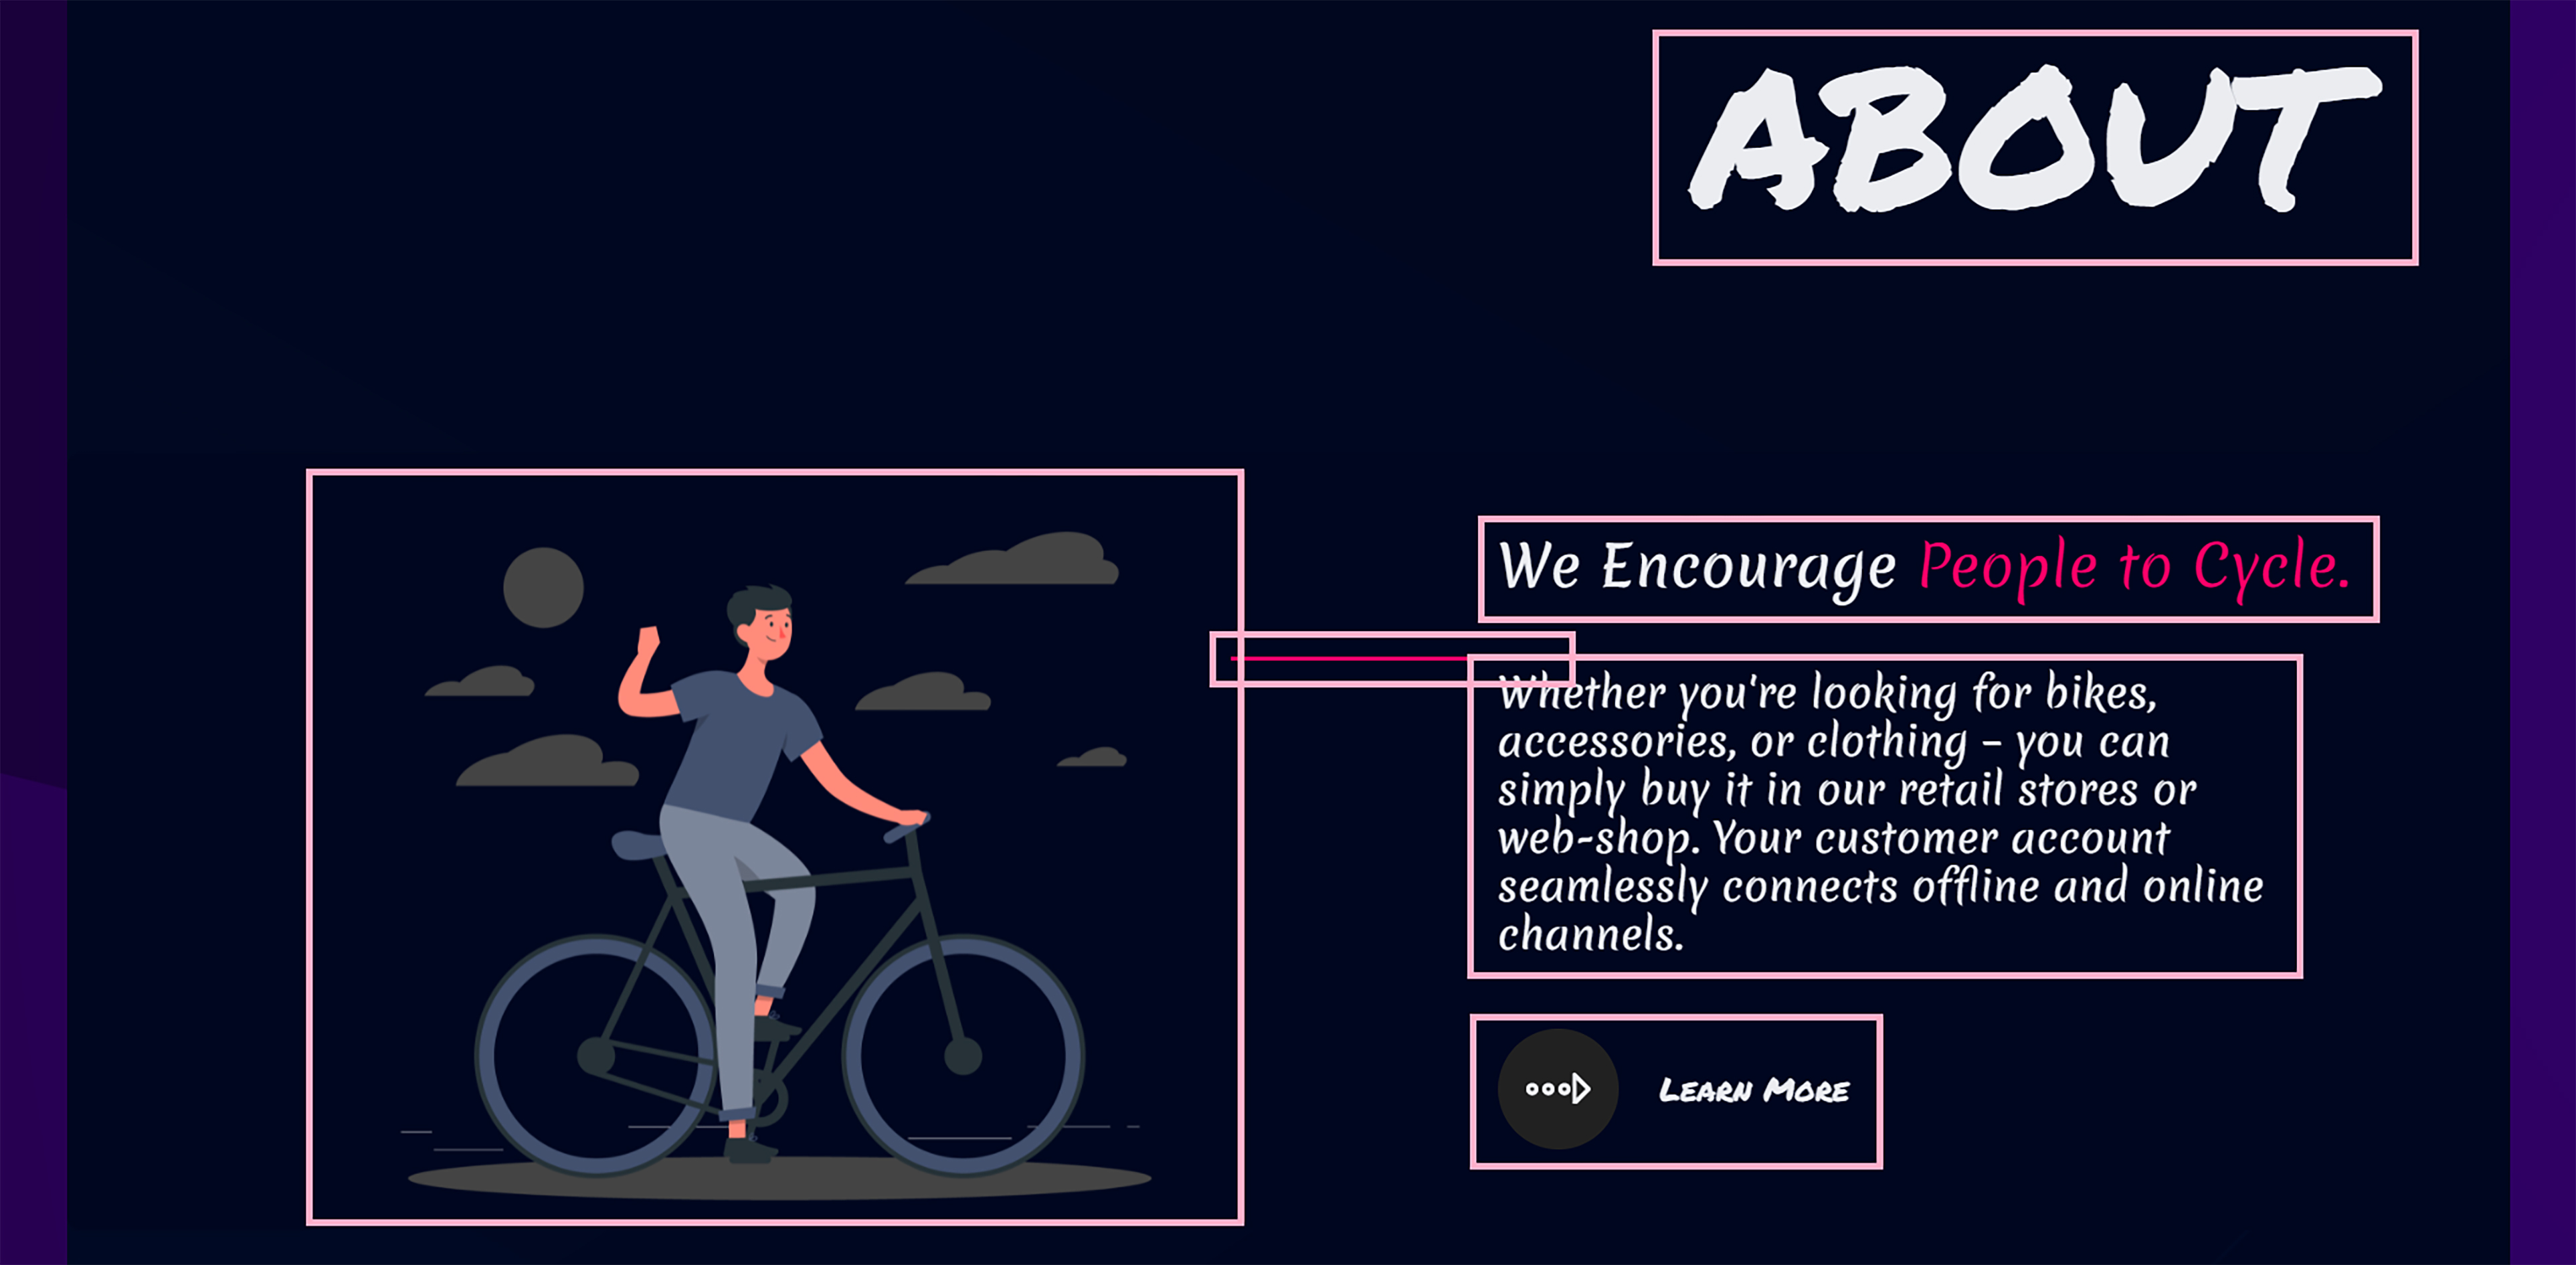 ABOUT
We Encourage People to Cycle.
Whether you're looking for bikes,
accessories, or clothing – you can
simply buy it in our retail stores or
web-shop. Your customer account
seamlessly connects offline and online
channels.
Learn More